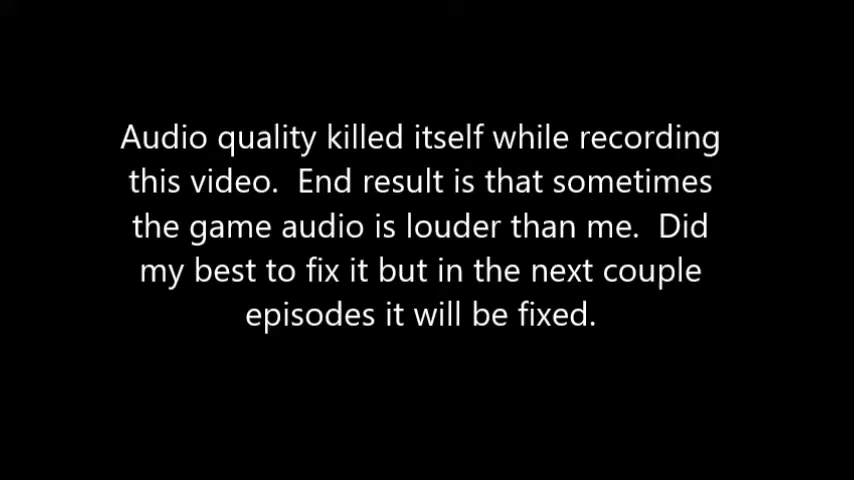 Audio quality killed itself while recording
this video.  End result is that sometimes
the game audio is louder than me.  Did
my best to fix it but in the next couple
episodes it will be fixed.